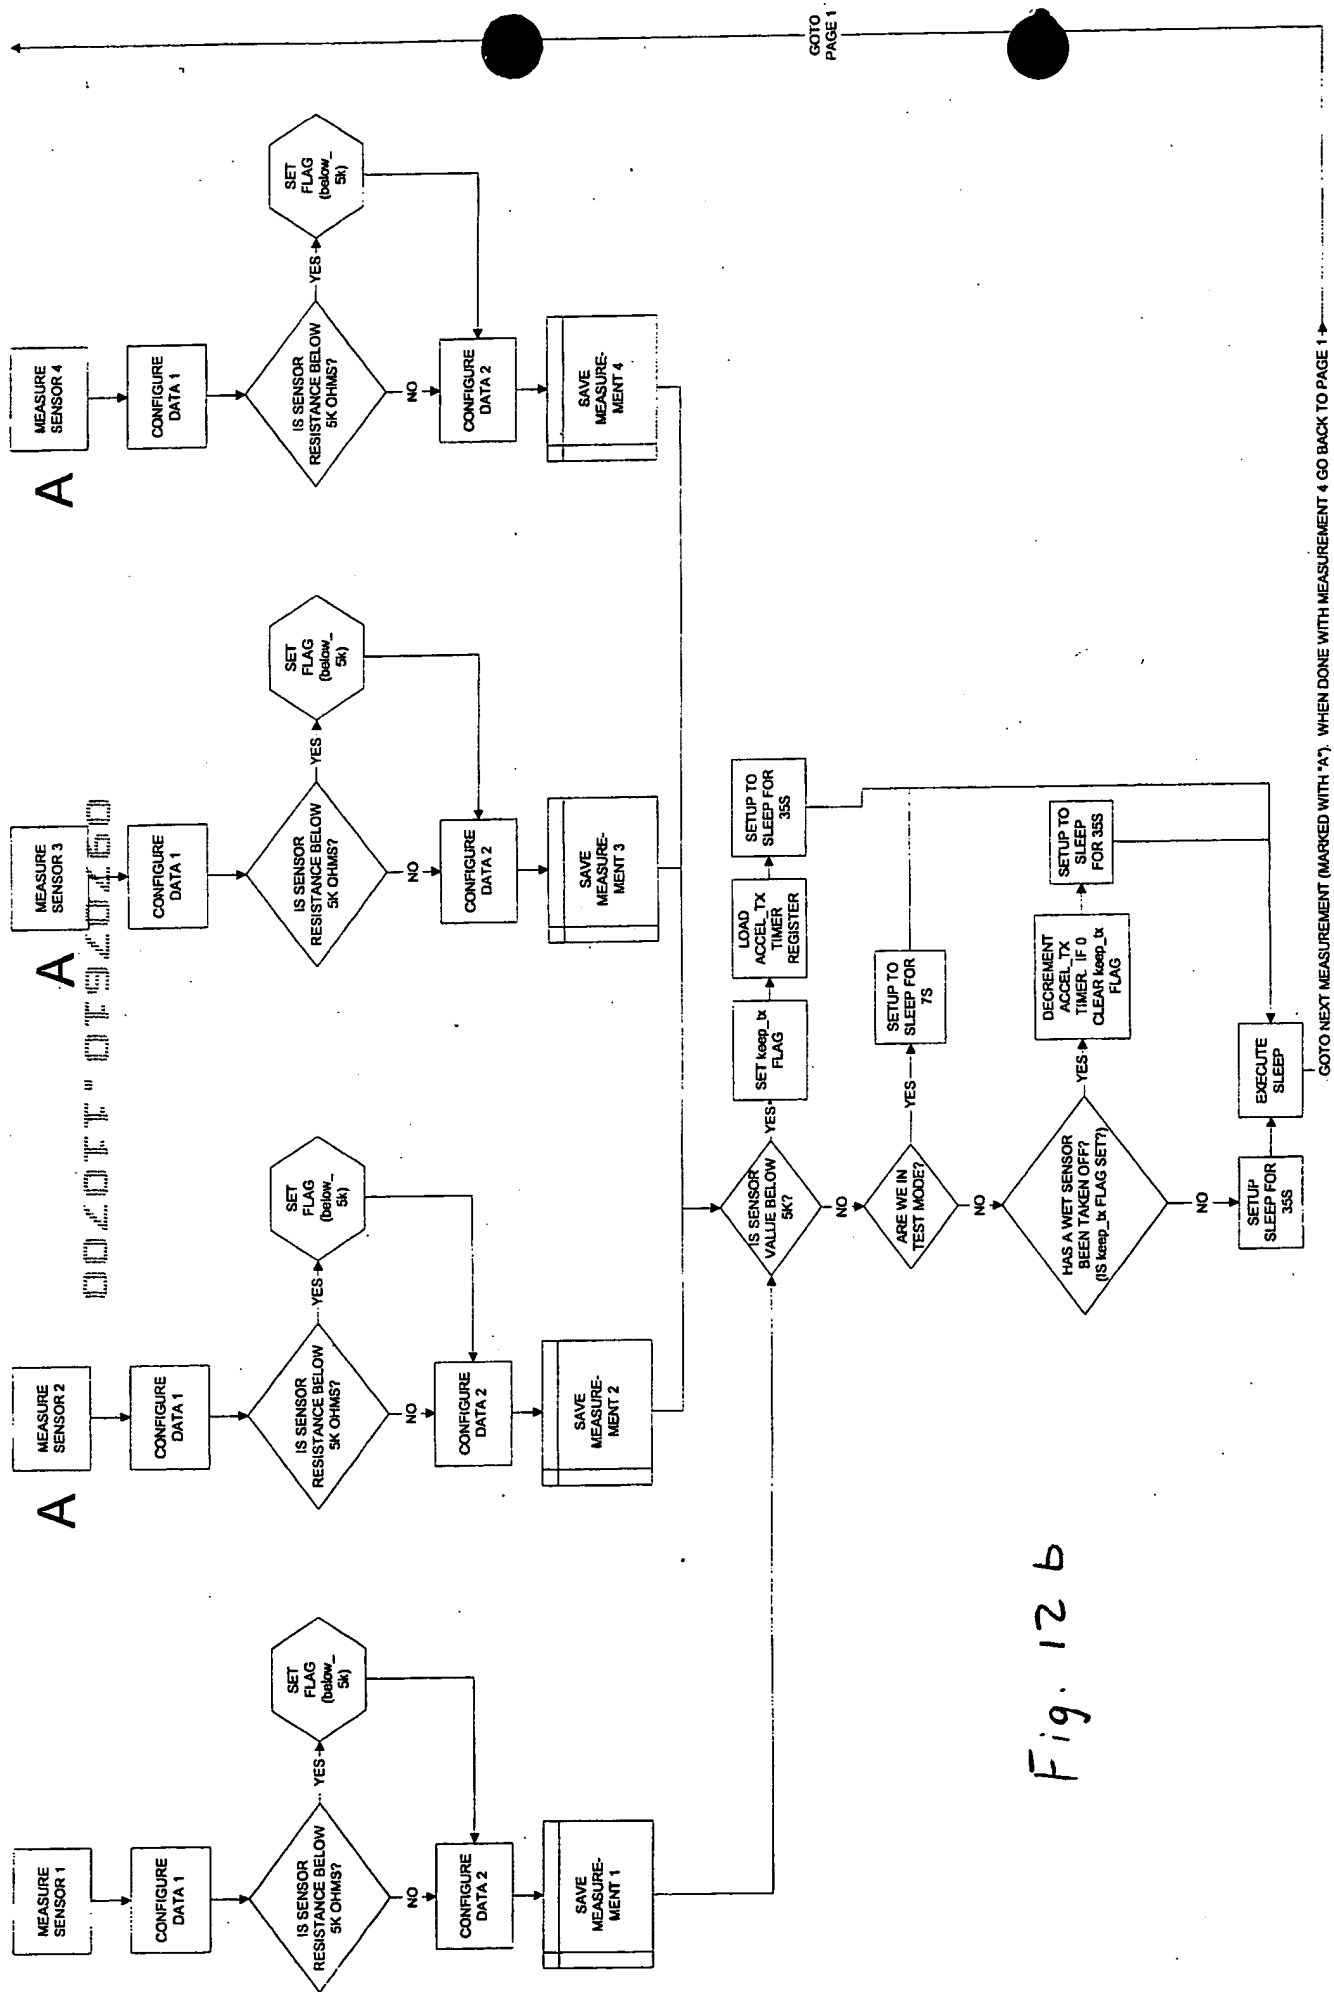 GOTO
PAGE 1
A
MEASURE
SENSOR 4
CONFIGURE
DATA 1
IS SENSOR
RESISTANCE BELOW
5K OHMS?
YES
SET
FLAG
(below_
5k)
NO
CONFIGURE
DATA 2
SAVE
MEASURE-
MENT 4
A
MEASURE
SENSOR 3
CONFIGURE
DATA 1
IS SENSOR
RESISTANCE BELOW
5K OHMS?
YES
SET
FLAG
(below_
5k)
NO
CONFIGURE
DATA 2
SAVE
MEASURE-
MENT 3
A
MEASURE
SENSOR 2
CONFIGURE
DATA 1
IS SENSOR
RESISTANCE BELOW
5K OHMS?
YES
SET
FLAG
(below_
5k)
NO
CONFIGURE
DATA 2
SAVE
MEASURE-
MENT 2
MEASURE
SENSOR 1
CONFIGURE
DATA 1
IS SENSOR
RESISTANCE BELOW
5K OHMS?
YES
SET
FLAG
(below_
5k)
NO
CONFIGURE
DATA 2
SAVE
MEASURE-
MENT 1
IS SENSOR
VALUE BELOW
5K?
YES
SET keep_tx
FLAG
LOAD
ACCEL_TX
TIMER
REGISTER
SETUP TO
SLEEP FOR
35S
NO
ARE WE IN
TEST MODE?
YES
SETUP TO
SLEEP FOR
7S
NO
HAS A WET SENSOR
BEEN TAKEN OFF?
(IS keep_tx FLAG SET?)
YES
DECREMENT
ACCEL_TX
TIMER. IF 0
CLEAR keep_tx
FLAG
SETUP TO
SLEEP
FOR 35S
NO
SETUP
SLEEP FOR
35S
EXECUTE
SLEEP
GOTO NEXT MEASUREMENT (MARKED WITH "A"). WHEN DONE WITH MEASUREMENT 4 GO BACK TO PAGE 1
Fig. 12 b